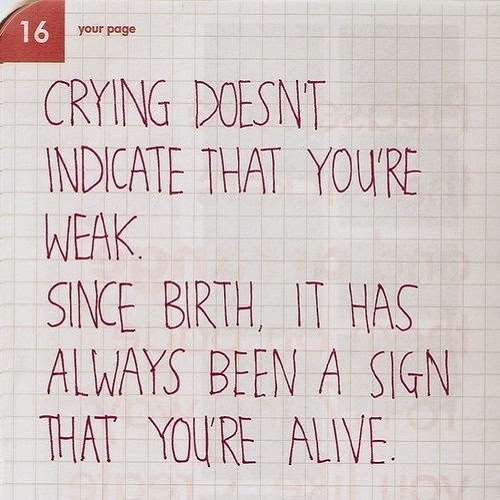 16 your page
CRYING DOESN'T
INDICATE THAT YOU'RE
WEAK.
SINCE BIRTH, IT HAS
ALWAYS BEEN A SIGN
THAT YOU'RE ALIVE.